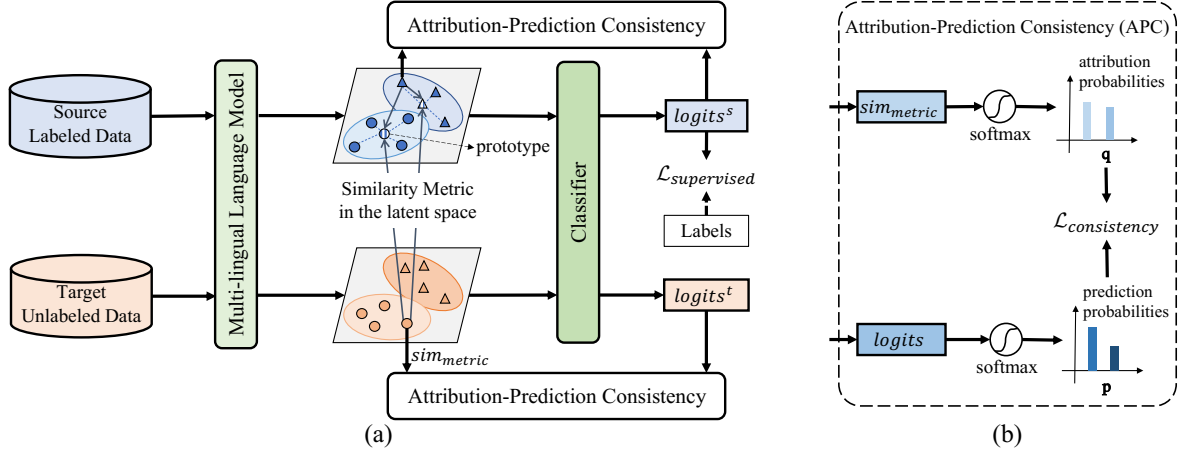 Attribution-Prediction Consistency
Source
Labeled Data
Multi-lingual Language Model
prototype
Similarity Metric
in the latent space
Classifier
logits^s
ℒ_supervised
Labels
Target
Unlabeled Data
logits^t
sim_metric
Attribution-Prediction Consistency
(a)
Attribution-Prediction Consistency (APC)
attribution
probabilities
sim_metric
softmax
q
ℒ_consistency
prediction
probabilities
logits
softmax
p
(b)